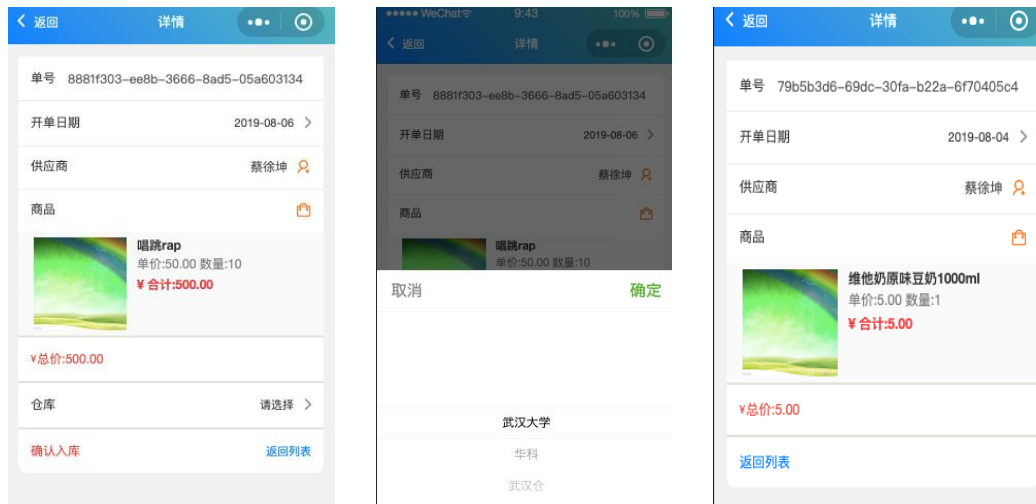 返回 详情
单号 8881f303-ee8b-3666-8ad5-05a603134
开单日期 2019-08-06
供应商 蔡徐坤
商品
唱跳rap
单价:50.00 数量:10
¥ 合计:500.00
¥总价:500.00
仓库 请选择
确认入库 返回列表
WeChat 9:43 100%
返回 详情
单号 8881f303-ee8b-3666-8ad5-05a603134
开单日期 2019-08-06
供应商 蔡徐坤
商品
唱跳rap
单价:50.00 数量:10
取消 确定
武汉大学
华科
武汉仓
返回 详情
单号 79b5b3d6-69dc-30fa-b22a-6f70405c4
开单日期 2019-08-04
供应商 蔡徐坤
商品
维他奶原味豆奶1000ml
单价:5.00 数量:1
¥ 合计:5.00
¥总价:5.00
返回列表